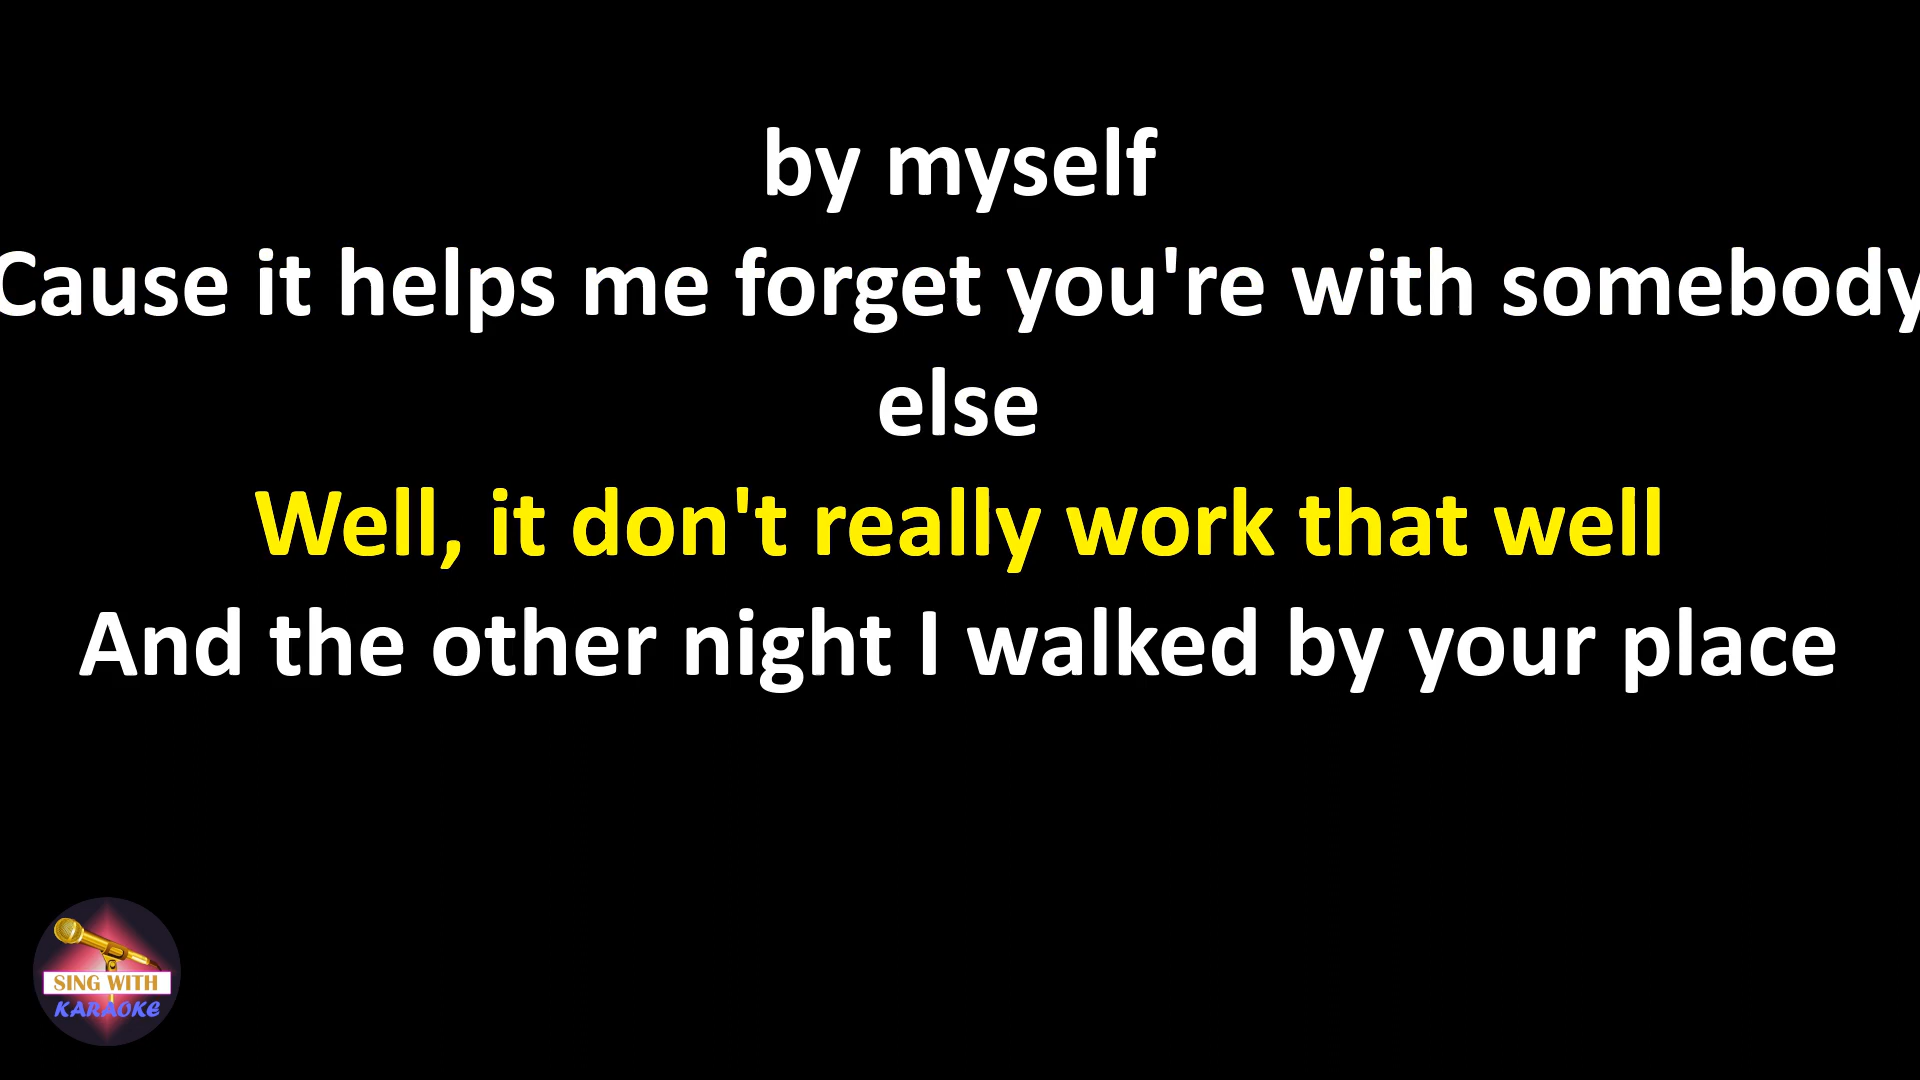 by myself
Cause it helps me forget you're with somebody
else
Well, it don't really work that well
And the other night I walked by your place
SING WITH
KARAOKE